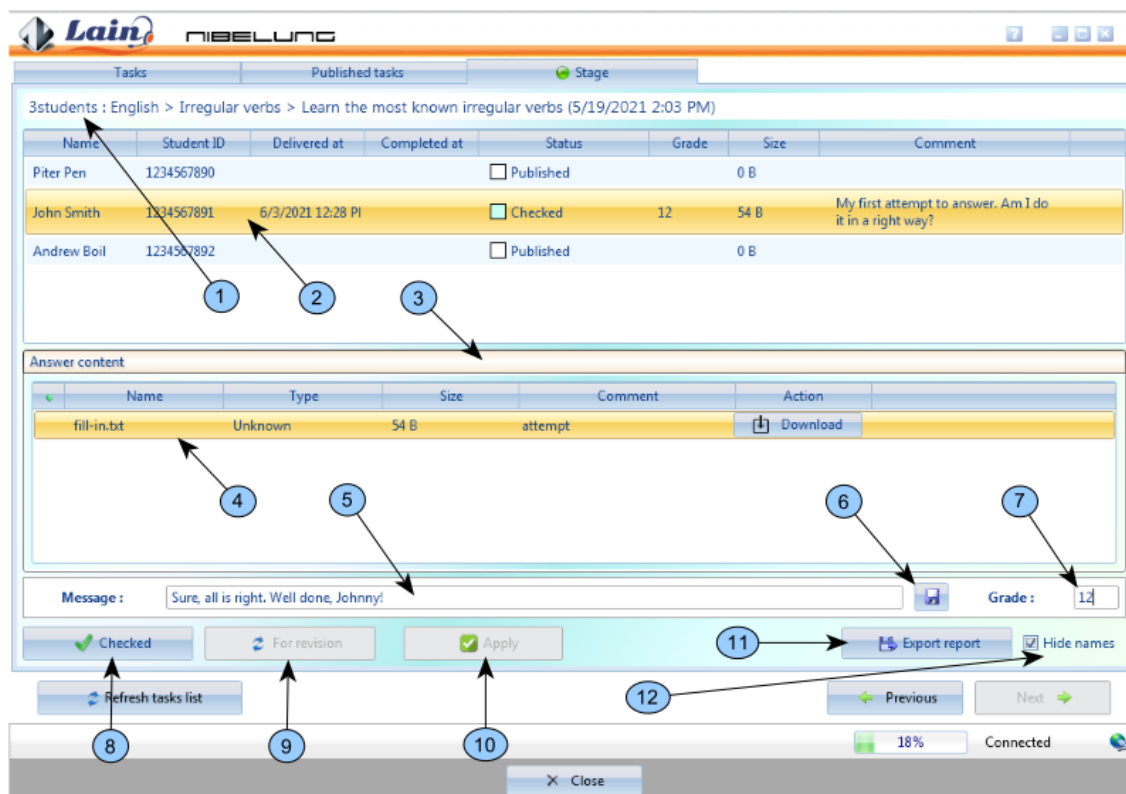 Lain NIBELUNG ?
Tasks Published tasks Stage
3students : English > Irregular verbs > Learn the most known irregular verbs (5/19/2021 2:03 PM)
Name Student ID Delivered at Completed at Status Grade Size Comment
Piter Pen 1234567890 Published 0 B
John Smith 1234567891 6/3/2021 12:28 PI Checked 12 54 B My first attempt to answer. Am I do
it in a right way?
Andrew Boil 1234567892 Published 0 B
1 2 3
Answer content
Name Type Size Comment Action
fill-in.txt Unknown 54 B attempt Download
4 5 6 7
Message : Sure, all is right. Well done, Johnny! Grade : 12
Checked For revision Apply 11 Export report Hide names
Refresh tasks list 12 Previous Next
8 9 10 18% Connected
X Close